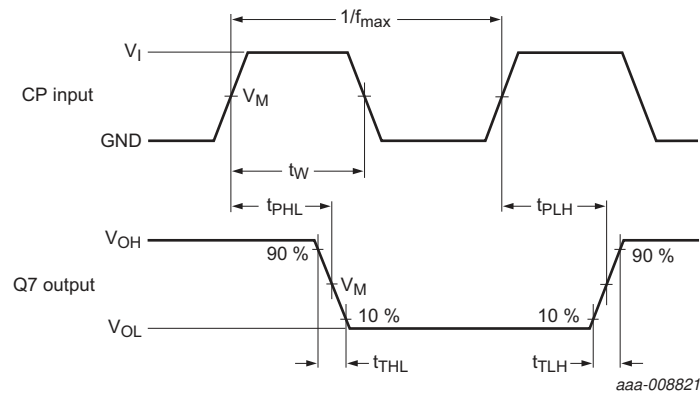 1/fmax
VI
CP input
VM
GND
tW
tPHL
tPLH
VOH
90 %
90 %
Q7 output
VM
10 %
10 %
VOL
tTHL
tTLH
aaa-008821